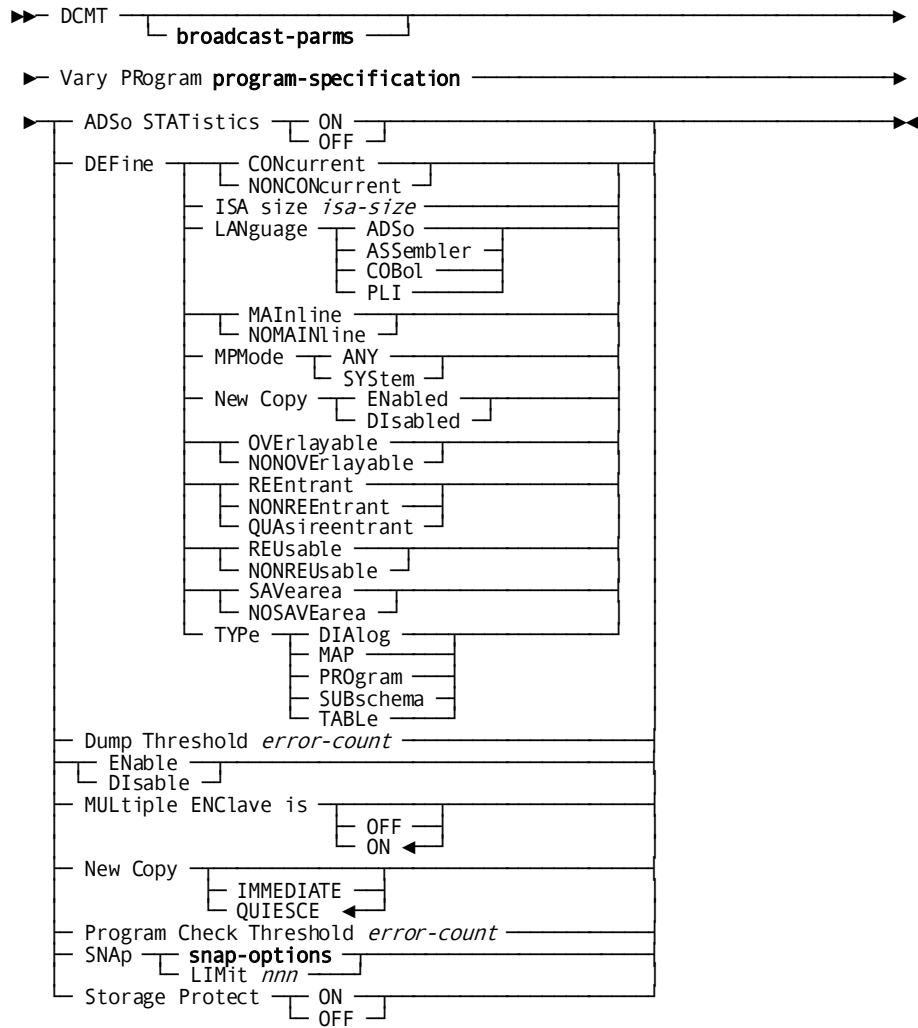 DCMT
broadcast-parms
Vary PRogram program-specification
ADSo STATistics ON
OFF
DEFine CONcurrent
NONCONcurrent
ISA size isa-size
LANguage ADSo
ASSembler
COBol
PLI
MAInline
NOMAINline
MPMode ANY
SYStem
New Copy ENabled
DIsabled
OVErlayable
NONOVErlayable
REEntrant
NONREEntrant
QUAsireentrant
REUsable
NONREUsable
SAVearea
NOSAVEarea
TYPe DIAlog
MAP
PROgram
SUBschema
TABLe
Dump Threshold error-count
ENable
DIsable
MULtiple ENClave is
OFF
ON
New Copy
IMMEDIATE
QUIESCE
Program Check Threshold error-count
SNAp snap-options
LIMit nnn
Storage Protect ON
OFF